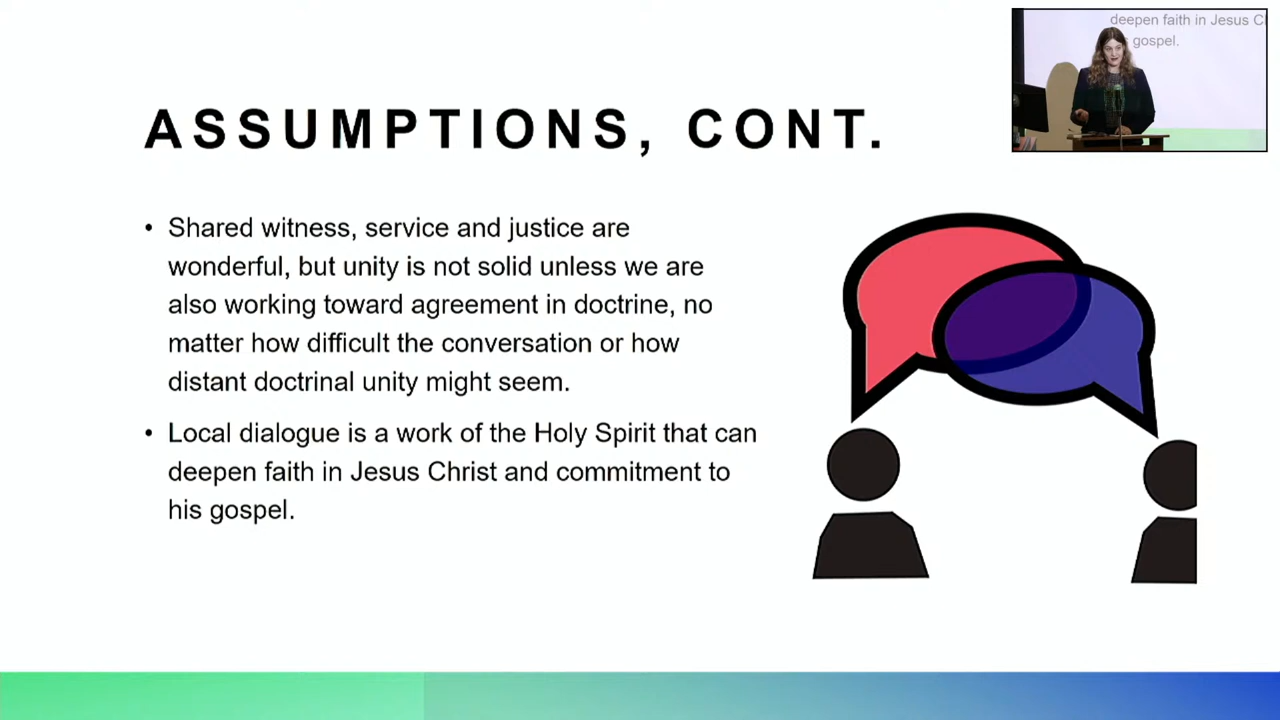 deepen faith in Jesus
gospel.
ASSUMPTIONS, CONT.
• Shared witness, service and justice are
wonderful, but unity is not solid unless we are
also working toward agreement in doctrine, no
matter how difficult the conversation or how
distant doctrinal unity might seem.
• Local dialogue is a work of the Holy Spirit that can
deepen faith in Jesus Christ and commitment to
his gospel.